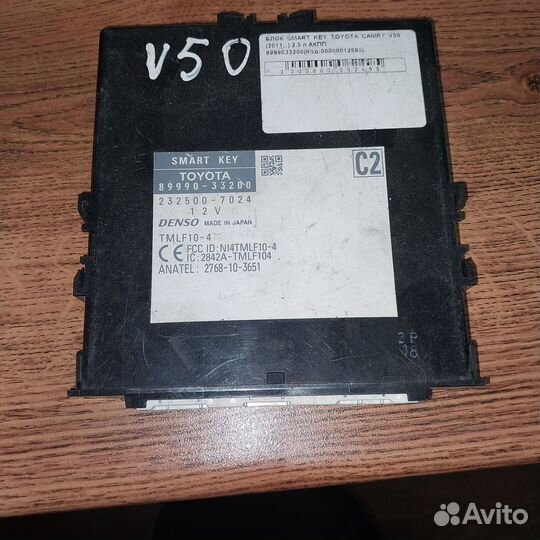 V50
БЛОК SMART KEY TOYOTA CAMRY V50
(2011...) 2.5 л АКПП
SMART KEY
TOYOTA
89990-33200
232500-7024
12V
DENSO MADE IN JAPAN
TMLF10-4
CE FCC ID:NI4TMLF10-4
IC:2842A-TMLF104
ANATEL: 2768-10-3651
C2
Avito